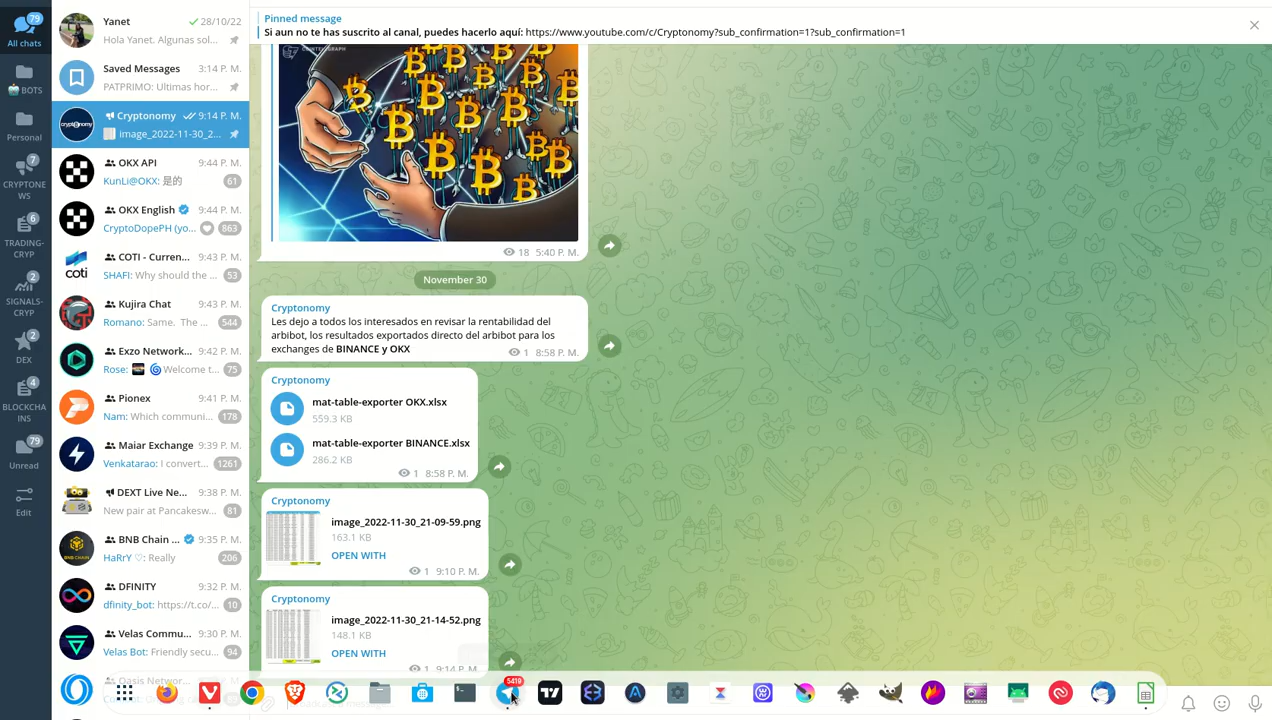 79
All chats
BOTS
Personal
7
CRYPTONE
WS
6
TRADING-
CRYP
2
SIGNALS-
CRYP
2
DEX
4
BLOCKCHA
INS
79
Unread
Edit
Yanet
28/10/22
Hola Yanet. Algunas sol...
Saved Messages
3:14 P. M.
PATPRIMO: Ultimas hor...
Cryptonomy
9:14 P. M.
image_2022-11-30_2...
OKX API
9:44 P. M.
KunLi@OKX: 是的
61
OKX English
9:44 P. M.
CryptoDopePH (yo...
863
COTI - Curren...
9:43 P. M.
SHAFI: Why should the ...
53
Kujira Chat
9:43 P. M.
Romano: Same. The ...
544
Exzo Network...
9:42 P. M.
Rose: Welcome t...
75
Pionex
9:41 P. M.
Nam: Which communi...
178
Maiar Exchange
9:39 P. M.
Venkatarao: I convert...
1261
DEXT Live Ne...
9:38 P. M.
New pair at Pancakesw...
81
BNB Chain ...
9:35 P. M.
HaRrY ♡: Really
206
DFINITY
9:32 P. M.
dfinity_bot: https://t.co/...
10
Velas Commu...
9:30 P. M.
Velas Bot: Friendly secu...
94
Oasis Networ...
Pinned message
Si aun no te has suscrito al canal, puedes hacerlo aquí: https://www.youtube.com/c/Cryptonomy?sub_confirmation=1?sub_confirmation=1
18 5:40 P. M.
November 30
Cryptonomy
Les dejo a todos los interesados en revisar la rentabilidad del
arbibot, los resultados exportados directo del arbibot para los
exchanges de BINANCE y OKX
1 8:58 P. M.
Cryptonomy
mat-table-exporter OKX.xlsx
559.3 KB
mat-table-exporter BINANCE.xlsx
286.2 KB
1 8:58 P. M.
Cryptonomy
image_2022-11-30_21-09-59.png
163.1 KB
OPEN WITH
1 9:10 P. M.
Cryptonomy
image_2022-11-30_21-14-52.png
148.1 KB
OPEN WITH
1 9:14 P. M.
5419